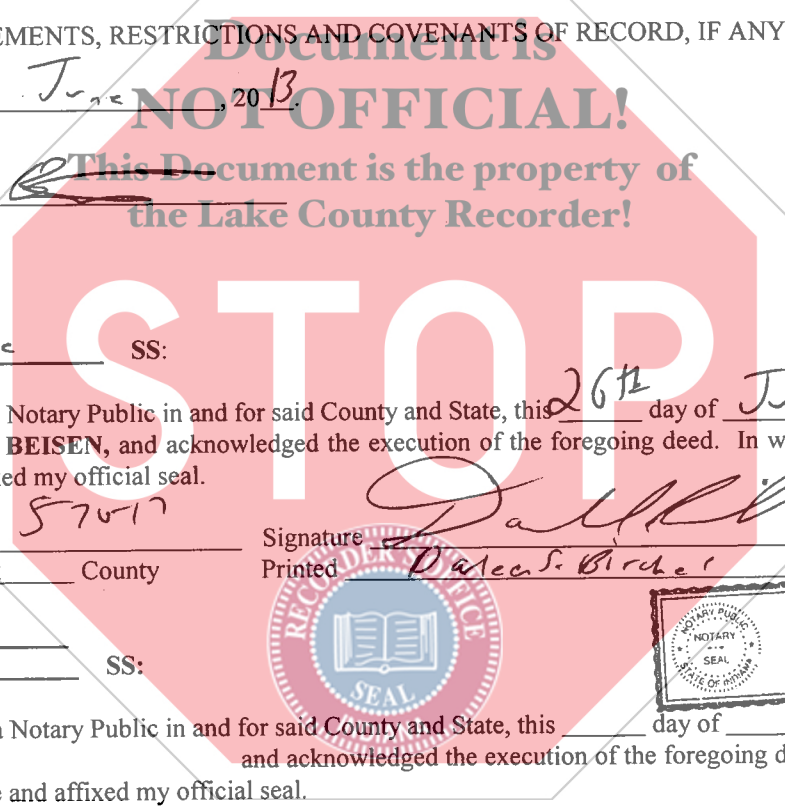 EMENTS, RESTRICTIONS AND COVENANTS OF RECORD, IF ANY
Document is
June, 2013.
NOT OFFICIAL!
This Document is the property of
the Lake County Recorder!
STOP
SS:
Notary Public in and for said County and State, this 26th day of
BEISEN, and acknowledged the execution of the foregoing deed. In w
ed my official seal.
Signature
County Printed
RECORDER'S OFFICE
SEAL
NOTARY PUBLIC
NOTARY
SEAL
STATE OF INDIANA
SS:
a Notary Public in and for said County and State, this day of
and acknowledged the execution of the foregoing d
e and affixed my official seal.